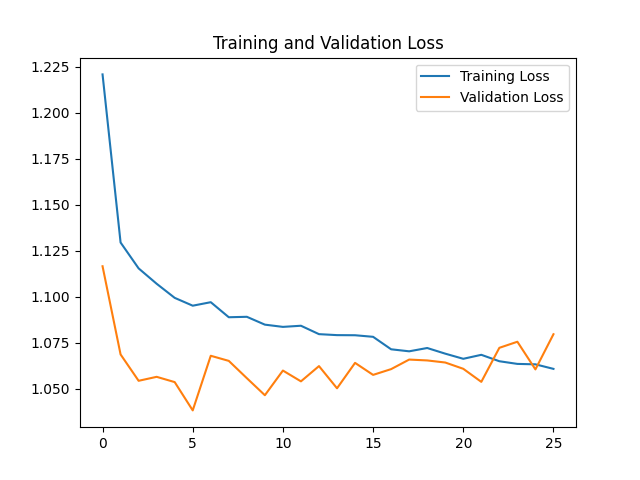 Training and Validation Loss
Training Loss
Validation Loss
1.225
1.200
1.175
1.150
1.125
1.100
1.075
1.050
0 5 10 15 20 25